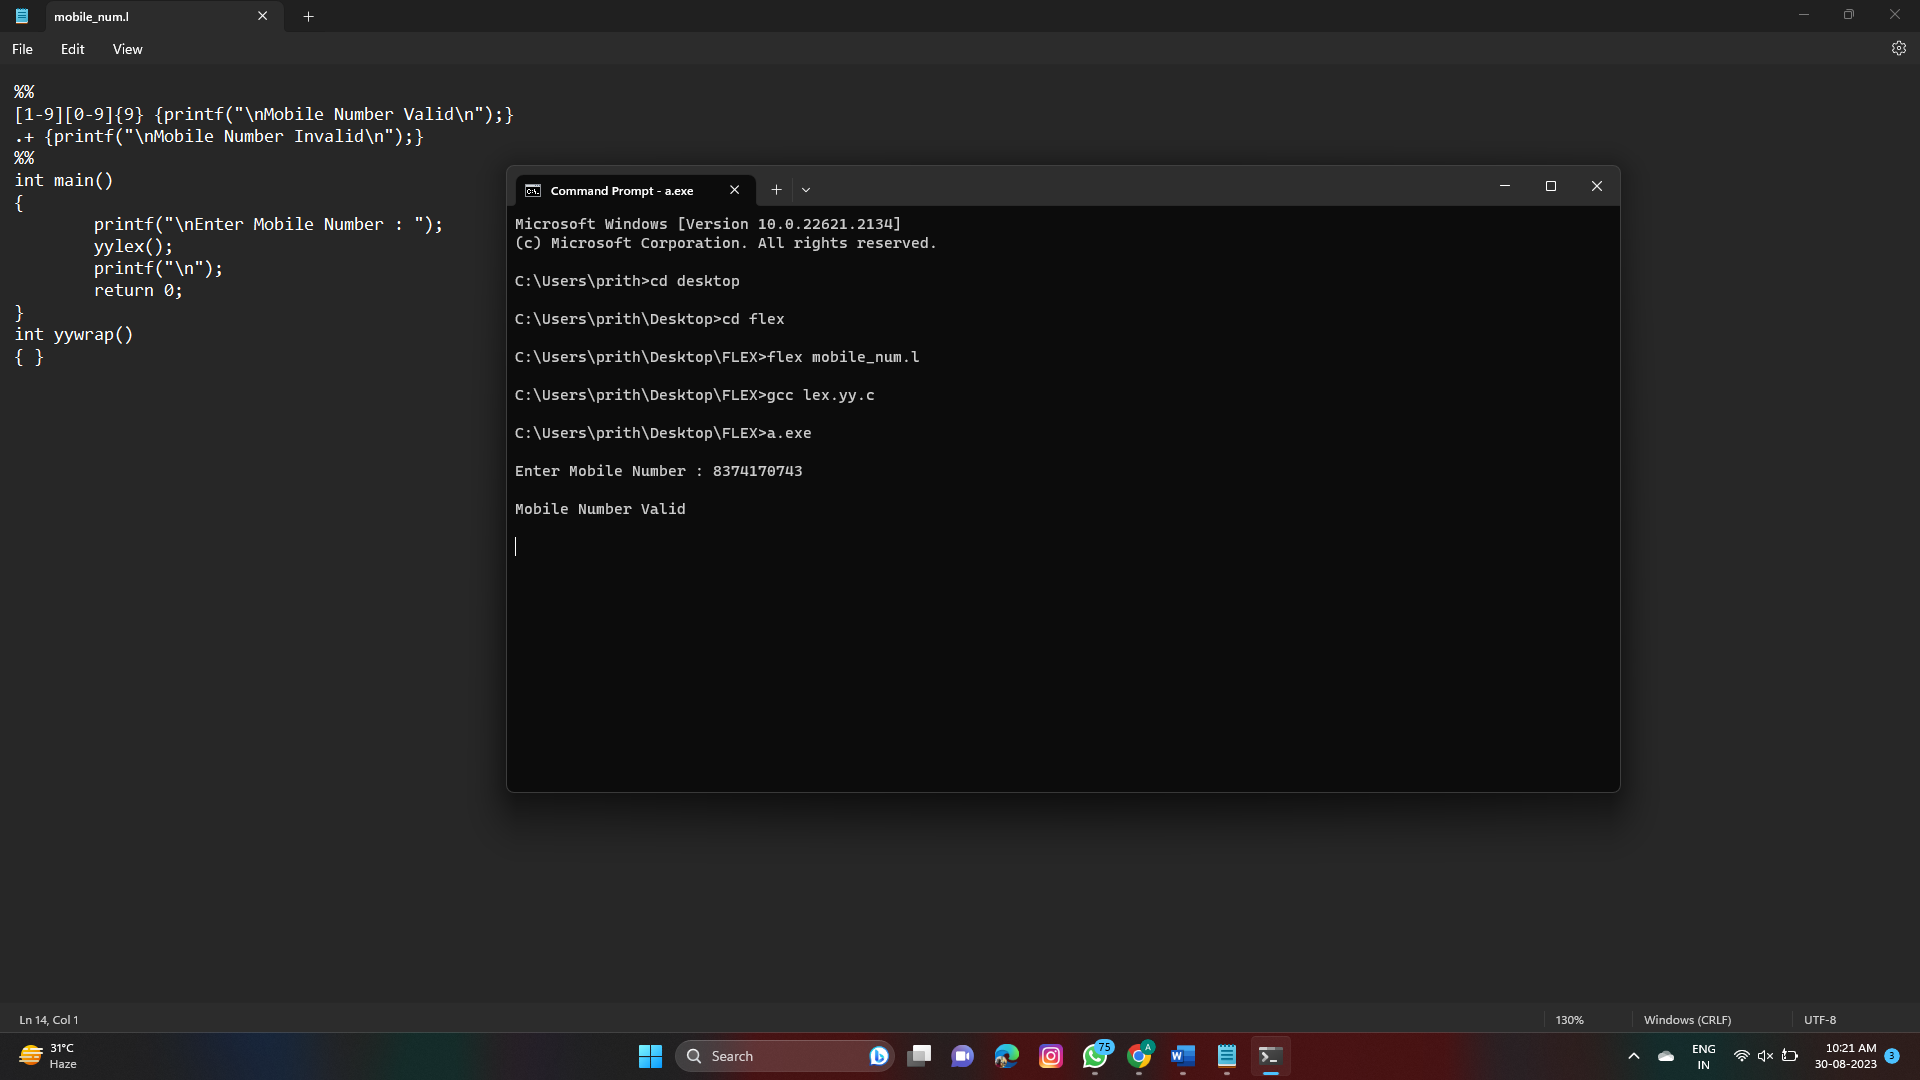 mobile_num.l
File Edit View
%%
[1-9][0-9]{9} {printf("\nMobile Number Valid\n");}
.+ {printf("\nMobile Number Invalid\n");}
%%
int main()
{
printf("\nEnter Mobile Number : ");
yylex();
printf("\n");
return 0;
}
int yywrap()
{ }
Command Prompt - a.exe
Microsoft Windows [Version 10.0.22621.2134]
(c) Microsoft Corporation. All rights reserved.
C:\Users\prith>cd desktop
C:\Users\prith\Desktop>cd flex
C:\Users\prith\Desktop\FLEX>flex mobile_num.l
C:\Users\prith\Desktop\FLEX>gcc lex.yy.c
C:\Users\prith\Desktop\FLEX>a.exe
Enter Mobile Number : 8374170743
Mobile Number Valid
Ln 14, Col 1
130%
Windows (CRLF)
UTF-8
31°C
Haze
Search
75
A
ENG
IN
10:21 AM
30-08-2023
3